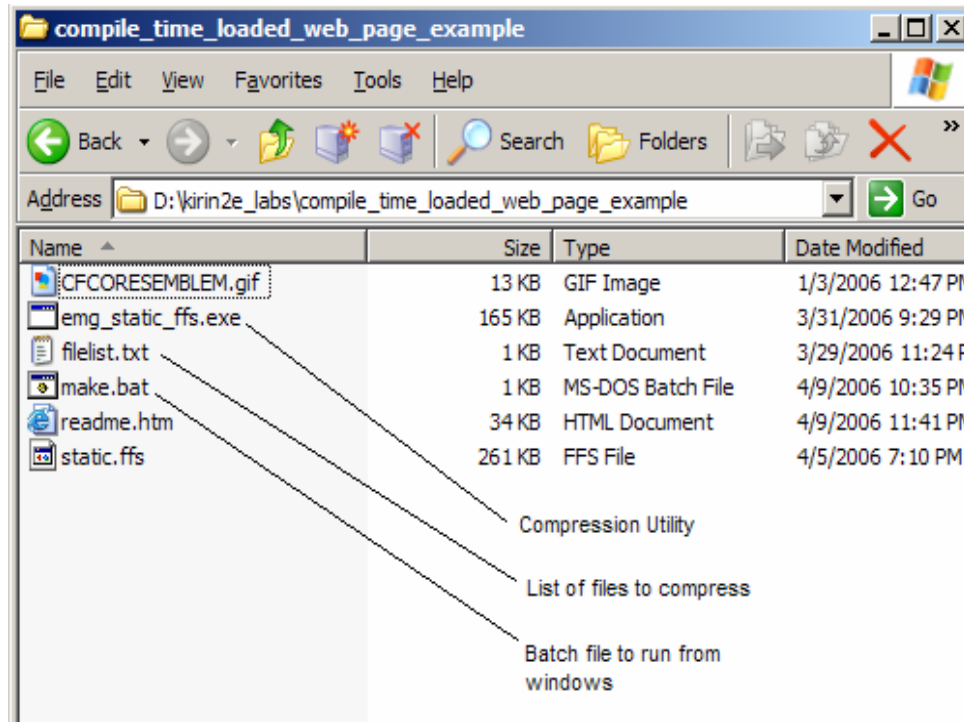 compile_time_loaded_web_page_example
File Edit View Favorites Tools Help
Back Search Folders »
Address D:\kirin2e_labs\compile_time_loaded_web_page_example Go
Name Size Type Date Modified
CFCORESEMBLEM.gif 13 KB GIF Image 1/3/2006 12:47 PM
emg_static_ffs.exe 165 KB Application 3/31/2006 9:29 PM
filelist.txt 1 KB Text Document 3/29/2006 11:24 P
make.bat 1 KB MS-DOS Batch File 4/9/2006 10:35 PM
readme.htm 34 KB HTML Document 4/9/2006 11:41 PM
static.ffs 261 KB FFS File 4/5/2006 7:10 PM
Compression Utility
List of files to compress
Batch file to run from
windows